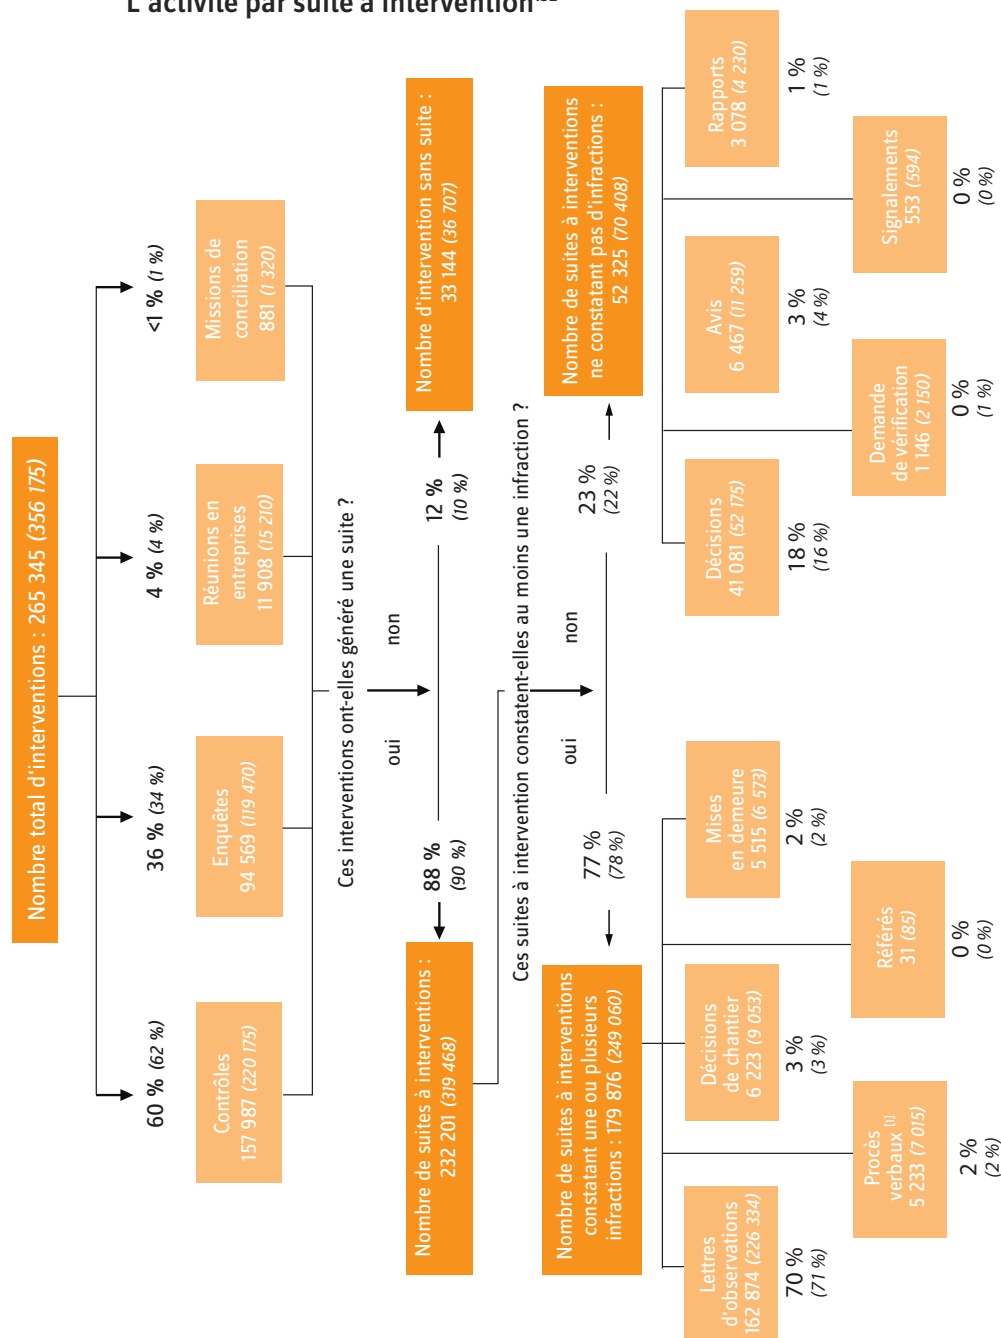 L'activité par suite à intervention
Nombre total d'interventions : 265 345 (356 175)
60 % (62 %)
36 % (34 %)
4 % (4 %)
<1 % (1 %)
Contrôles
157 987 (220 175)
Enquêtes
94 569 (119 470)
Réunions en
entreprises
11 908 (15 210)
Missions de
conciliation
881 (1 320)
Ces interventions ont-elles généré une suite ?
oui
non
88 %
(90 %)
12 %
(10 %)
Nombre de suites à interventions :
232 201 (319 468)
Nombre d'intervention sans suite :
33 144 (36 707)
Ces suites à intervention constatent-elles au moins une infraction ?
oui
non
77 %
(78 %)
23 %
(22 %)
Nombre de suites à interventions
constatant une ou plusieurs
infractions : 179 876 (249 060)
Nombre de suites à interventions
ne constatant pas d'infractions :
52 325 (70 408)
Lettres
d'observations
162 874 (226 334)
70 %
(71 %)
Décisions
de chantier
6 223 (9 053)
3 %
(3 %)
Mises
en demeure
5 515 (6 573)
2 %
(2 %)
Décisions
41 081 (52 175)
18 %
(16 %)
Avis
6 467 (11 259)
3 %
(4 %)
Rapports
3 078 (4 230)
1 %
(1 %)
Procès
verbaux [1]
5 233 (7 015)
2 %
(2 %)
Référés
31 (85)
0 %
(0 %)
Demande
de vérification
1 146 (2 150)
0 %
(1 %)
Signalements
553 (594)
0 %
(0 %)